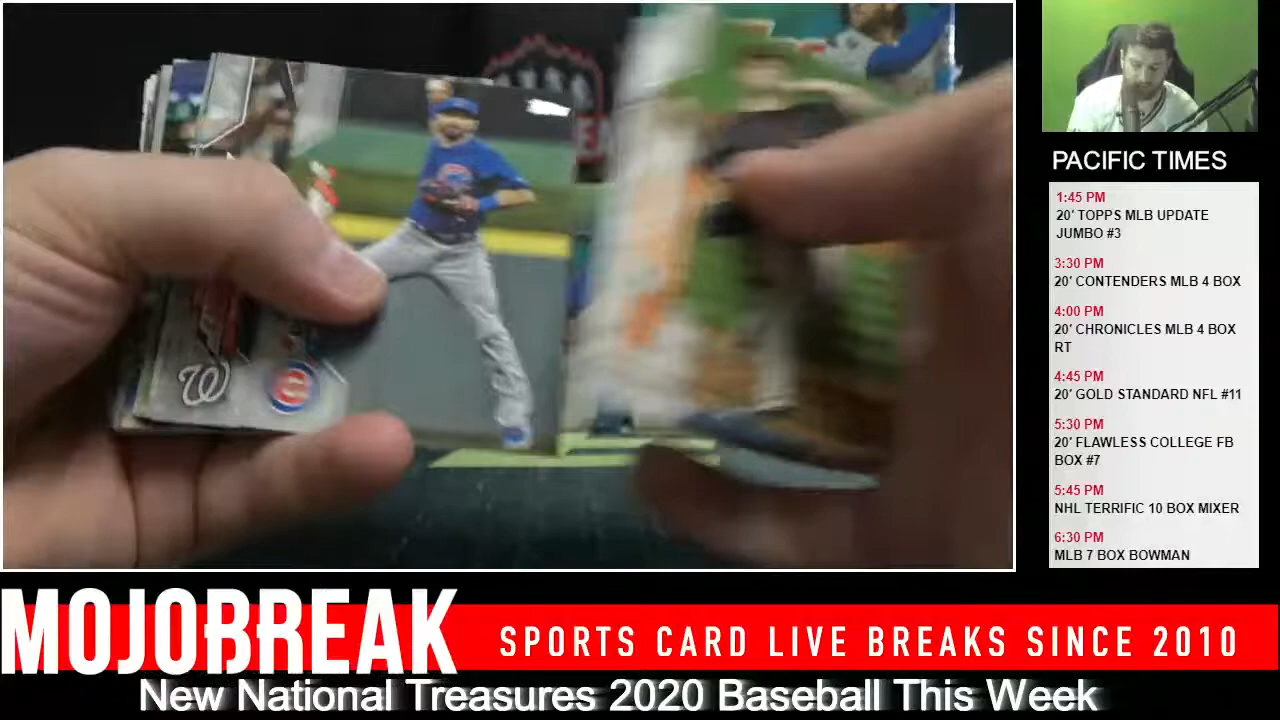 PACIFIC TIMES
1:45 PM
20' TOPPS MLB UPDATE
JUMBO #3
3:30 PM
20' CONTENDERS MLB 4 BOX
4:00 PM
20' CHRONICLES MLB 4 BOX
RT
4:45 PM
20' GOLD STANDARD NFL #11
5:30 PM
20' FLAWLESS COLLEGE FB
BOX #7
5:45 PM
NHL TERRIFIC 10 BOX MIXER
6:30 PM
MLB 7 BOX BOWMAN
W
MOJOBREAK
SPORTS CARD LIVE BREAKS SINCE 2010
New National Treasures 2020 Baseball This Week